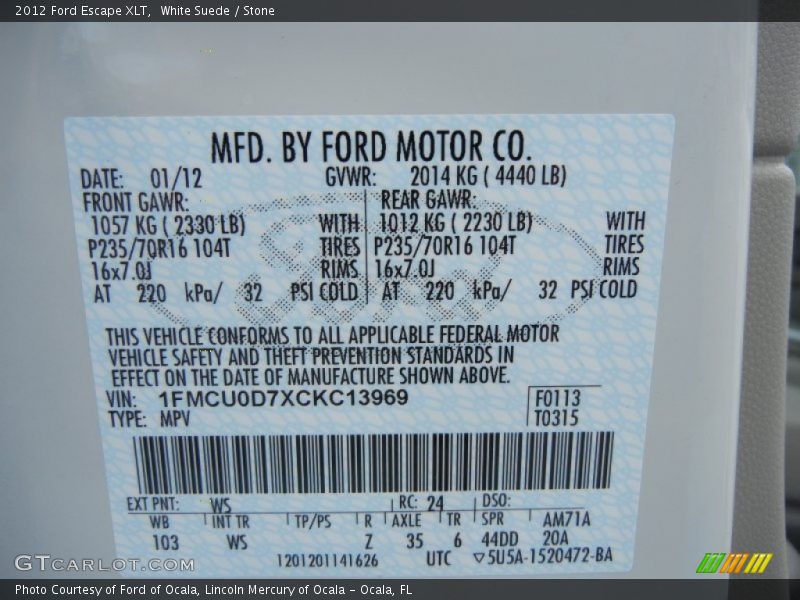 2012 Ford Escape XLT,  White Suede / Stone
MFD. BY FORD MOTOR CO.
DATE: 01/12 GVWR: 2014 KG ( 4440 LB)
FRONT GAWR: REAR GAWR:
1057 KG ( 2330 LB) WITH 1012 KG ( 2230 LB) WITH
P235/70R16 104T TIRES P235/70R16 104T TIRES
16x7.0J RIMS 16x7.0J RIMS
AT 220 kPa/ 32 PSI COLD AT 220 kPa/ 32 PSI COLD
THIS VEHICLE CONFORMS TO ALL APPLICABLE FEDERAL MOTOR
VEHICLE SAFETY AND THEFT PREVENTION STANDARDS IN
EFFECT ON THE DATE OF MANUFACTURE SHOWN ABOVE.
VIN: 1FMCU0D7XCKC13969 F0113
TYPE: MPV T0315
EXT PNT: WS RC: 24 DSO:
WB INT TR TP/PS R AXLE TR SPR AM71A
103 WS Z 35 6 44DD 20A
1201201141626 UTC ▽5U5A-1520472-BA
GTCARLOT.COM
Photo Courtesy of Ford of Ocala, Lincoln Mercury of Ocala – Ocala, FL